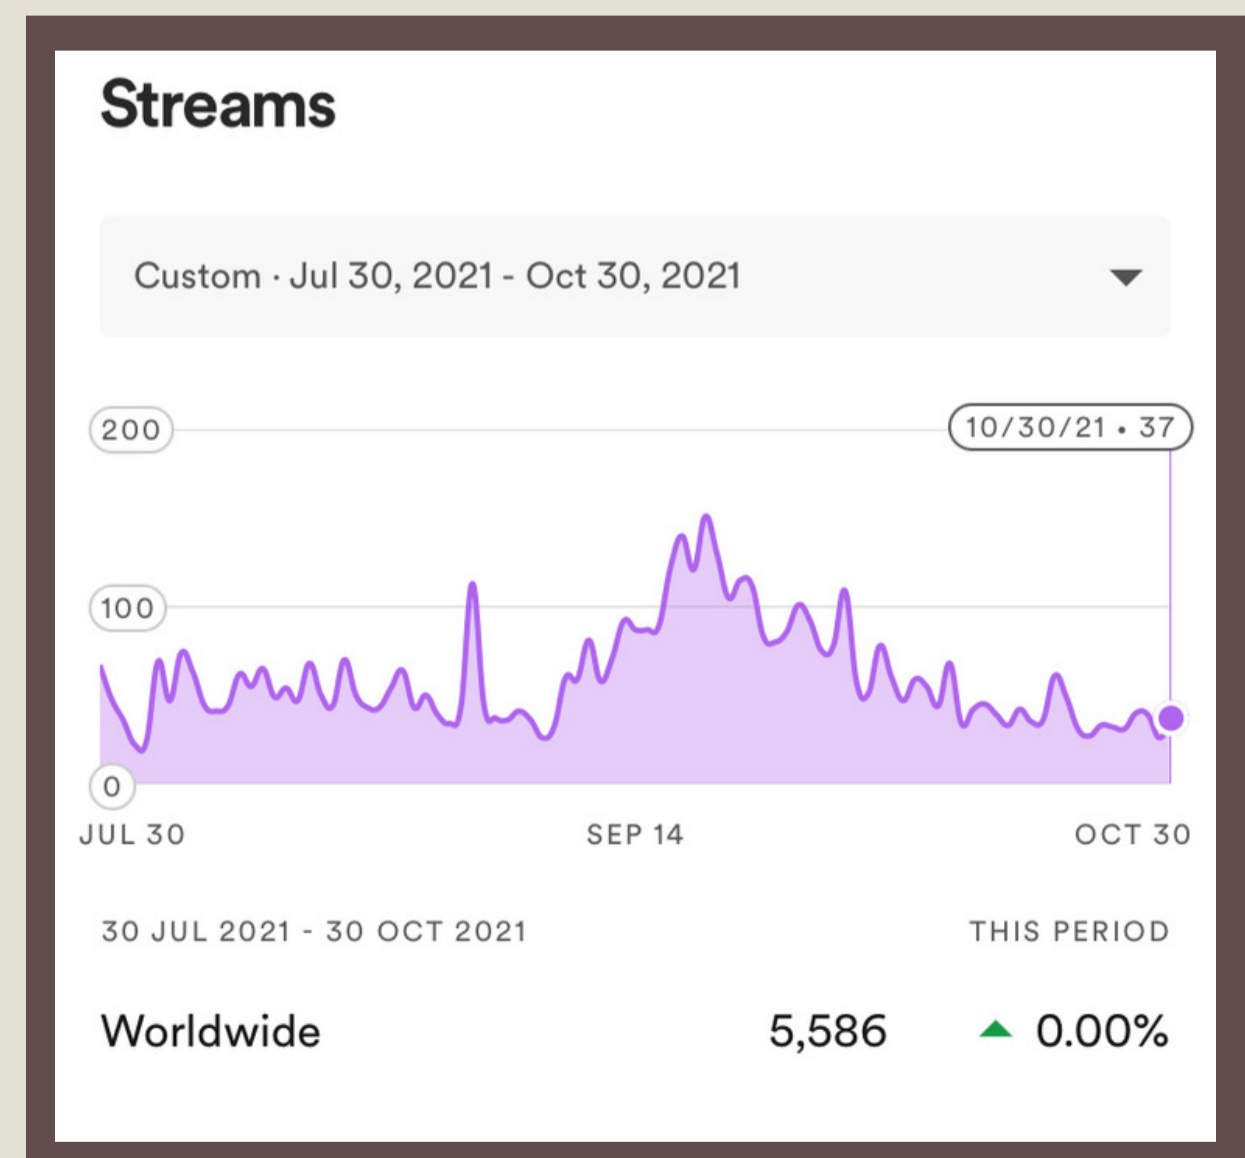 Streams
Custom · Jul 30, 2021 - Oct 30, 2021
200
10/30/21 • 37
100
0
JUL 30 SEP 14 OCT 30
30 JUL 2021 - 30 OCT 2021 THIS PERIOD
Worldwide 5,586 0.00%